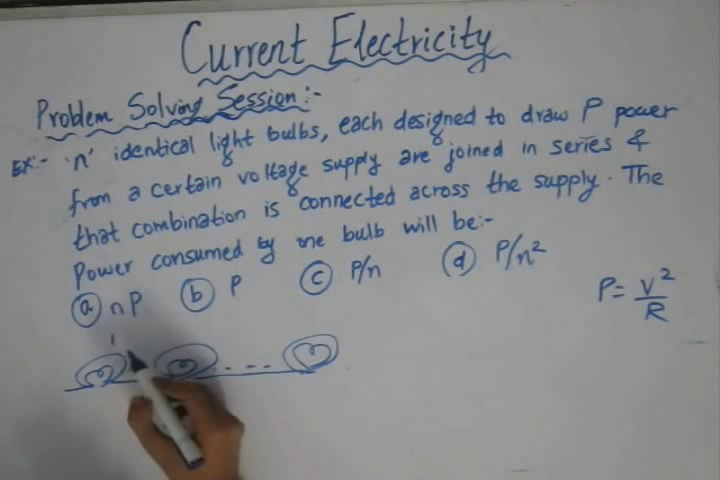 Current Electricity
Problem Solving Session:-
Ex:- 'n' identical light bulbs, each designed to draw P power
from a certain voltage supply are joined in series &
that combination is connected across the supply. The
Power consumed by one bulb will be:-
(a) nP (b) P (c) P/n (d) P/n²
P = V²/R